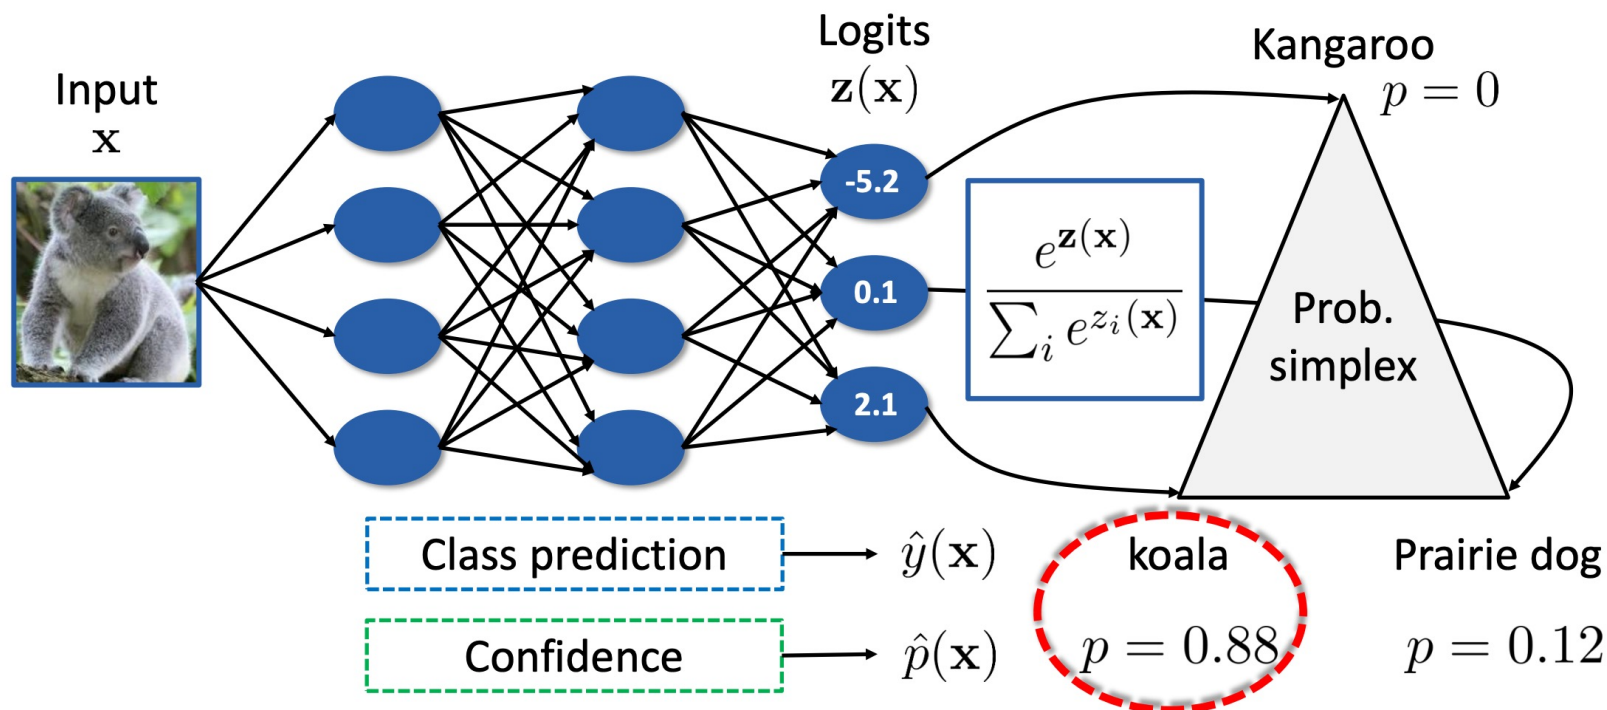 Input
x
Logits
z(x)
-5.2
0.1
2.1
e^{z(x)}
∑_i e^{z_i(x)}
Kangaroo
p = 0
Prob.
simplex
Class prediction
ŷ(x)
koala
Prairie dog
Confidence
p̂(x)
p = 0.88
p = 0.12